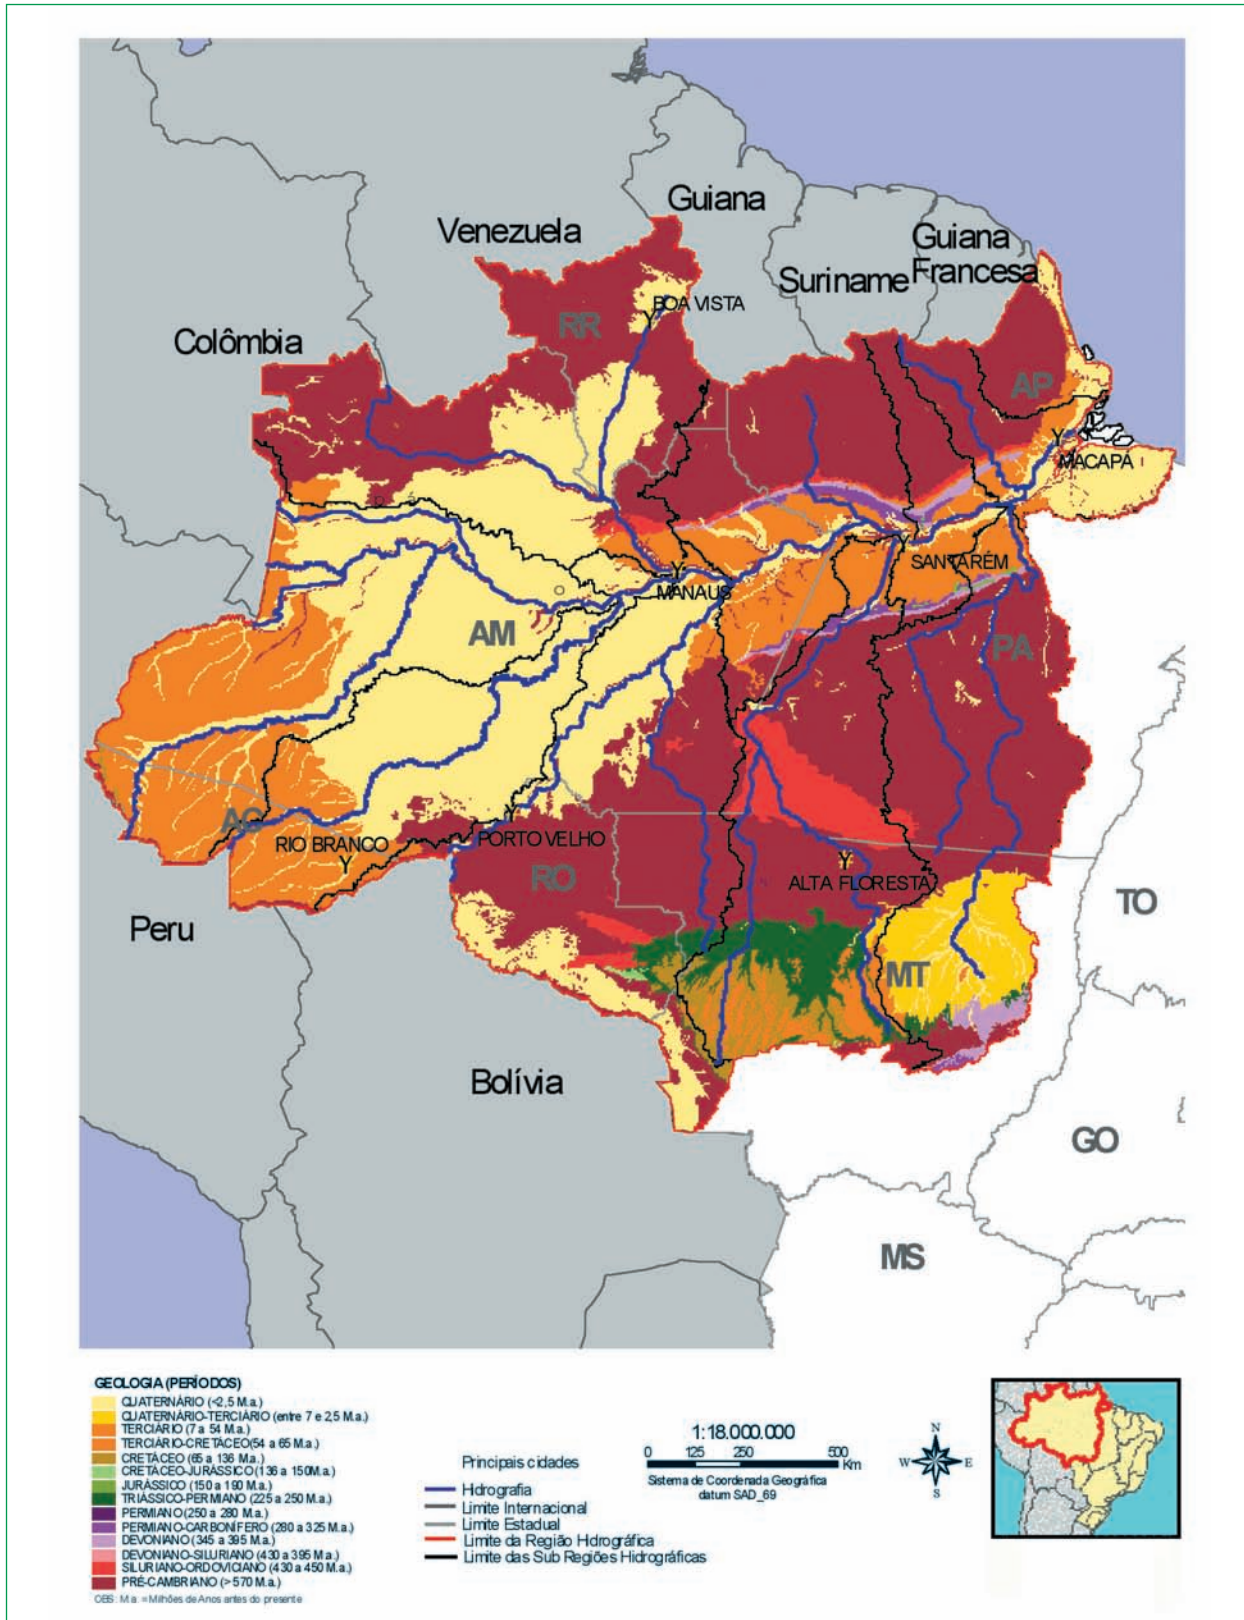 Guiana
Venezuela
Guiana
Francesa
Suriname
BOA VISTA
RR
Colômbia
AP
MACAPÁ
SANTARÉM
MANAUS
AM
PA
AC
RIO BRANCO
PORTO VELHO
RO
ALTA FLORESTA
TO
Peru
MT
Bolívia
GO
MS
GEOLOGIA (PERÍODOS)
QUATERNÁRIO (<2,5 M.a.)
QUATERNÁRIO-TERCIÁRIO (entre 7 e 2,5 M.a.)
TERCIÁRIO (7 a 54 M.a.)
TERCIÁRIO-CRETÁCEO (54 a 65 M.a.)
CRETÁCEO (65 a 136 M.a.)
CRETÁCEO-JURÁSSICO (136 a 150M.a.)
JURÁSSICO (150 a 190 M.a.)
TRIÁSSICO-PERMIANO (225 a 250 M.a.)
PERMIANO (250 a 280 M.a.)
PERMIANO-CARBONÍFERO (280 a 325 M.a.)
DEVONIANO (345 a 395 M.a.)
DEVONIANO-SILURIANO (430 a 395 M.a.)
SILURIANO-ORDOVICIANO (430 a 450 M.a.)
PRÉ-CAMBRIANO (> 570 M.a.)
OBS: M.a. = Milhões de Anos antes do presente
Principais cidades
Hidrografia
Limite Internacional
Limite Estadual
Limite da Região Hidrográfica
Limite das Sub Regiões Hidrográficas
1:18.000.000
0 125 250 500
Km
Sistema de Coordenada Geográfica
datum SAD_69
N
W E
S